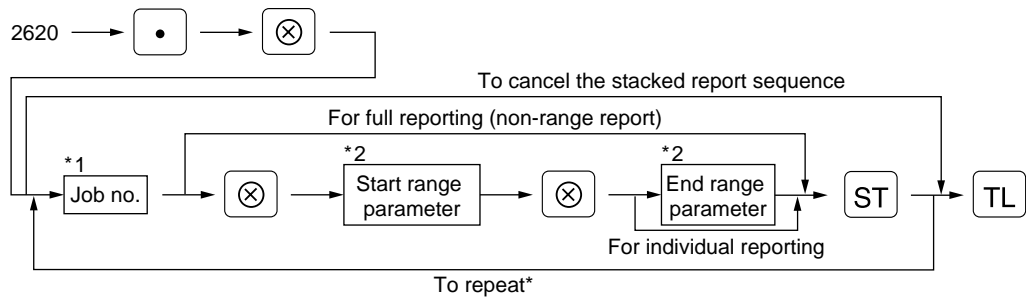 2620
•
⊗
To cancel the stacked report sequence
For full reporting (non-range report)
*1
Job no.
⊗
*2
Start range
parameter
⊗
*2
End range
parameter
ST
TL
For individual reporting
To repeat*